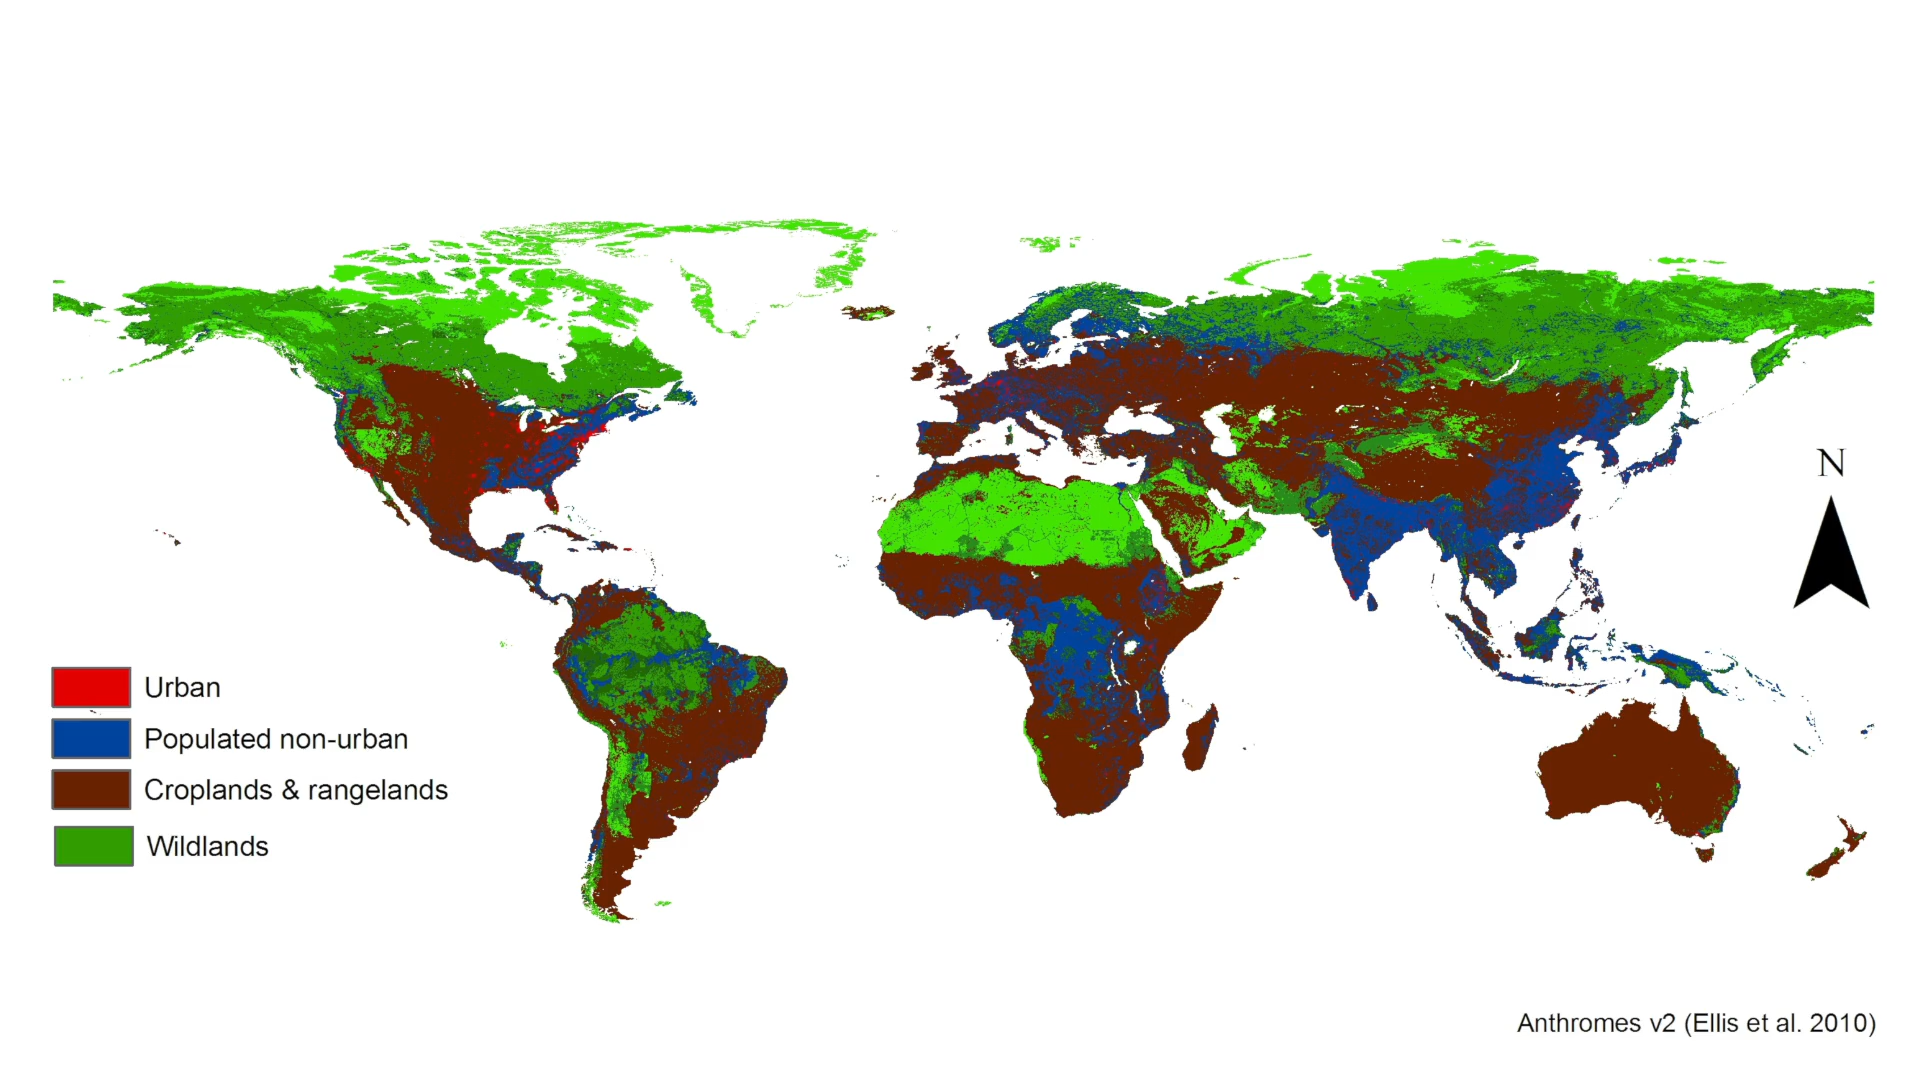 N
Urban
Populated non-urban
Croplands & rangelands
Wildlands
Anthromes v2 (Ellis et al. 2010)